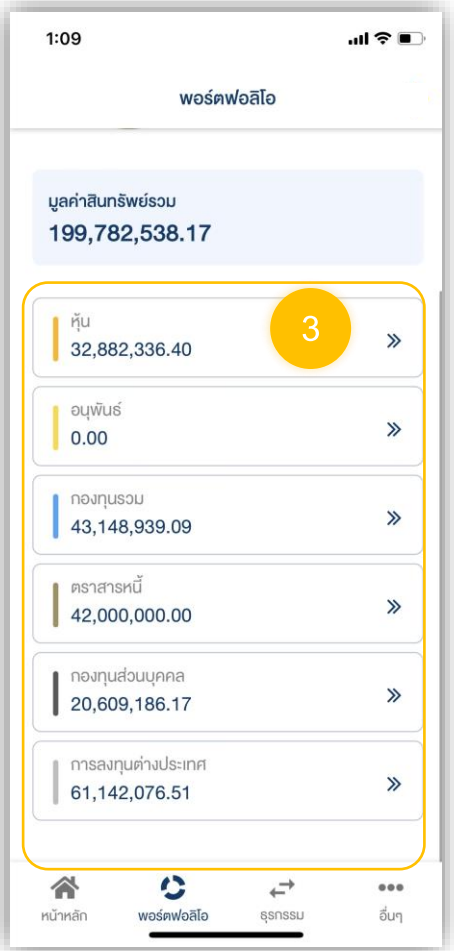 1:09
พอร์ตฟอลิโอ
มูลค่าสินทรัพย์รวม
199,782,538.17
หุ้น
32,882,336.40
3
อนุพันธ์
0.00
กองทุนรวม
43,148,939.09
ตราสารหนี้
42,000,000.00
กองทุนส่วนบุคคล
20,609,186.17
การลงทุนต่างประเทศ
61,142,076.51
หน้าหลัก พอร์ตฟอลิโอ ธุรกรรม อื่นๆ